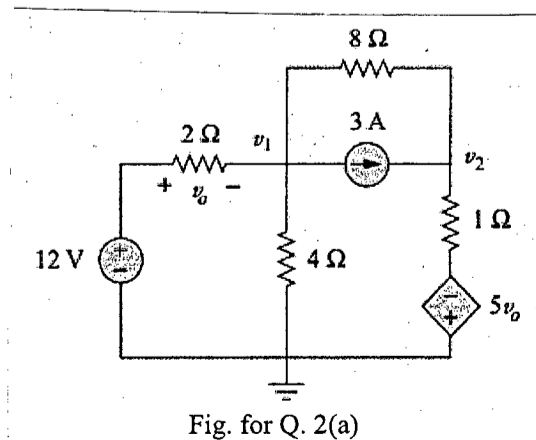 8 Ω
3 A
2 Ω v₁ v₂
+ vₒ −
1 Ω
12 V + − 4 Ω − + 5vₒ
Fig. for Q. 2(a)